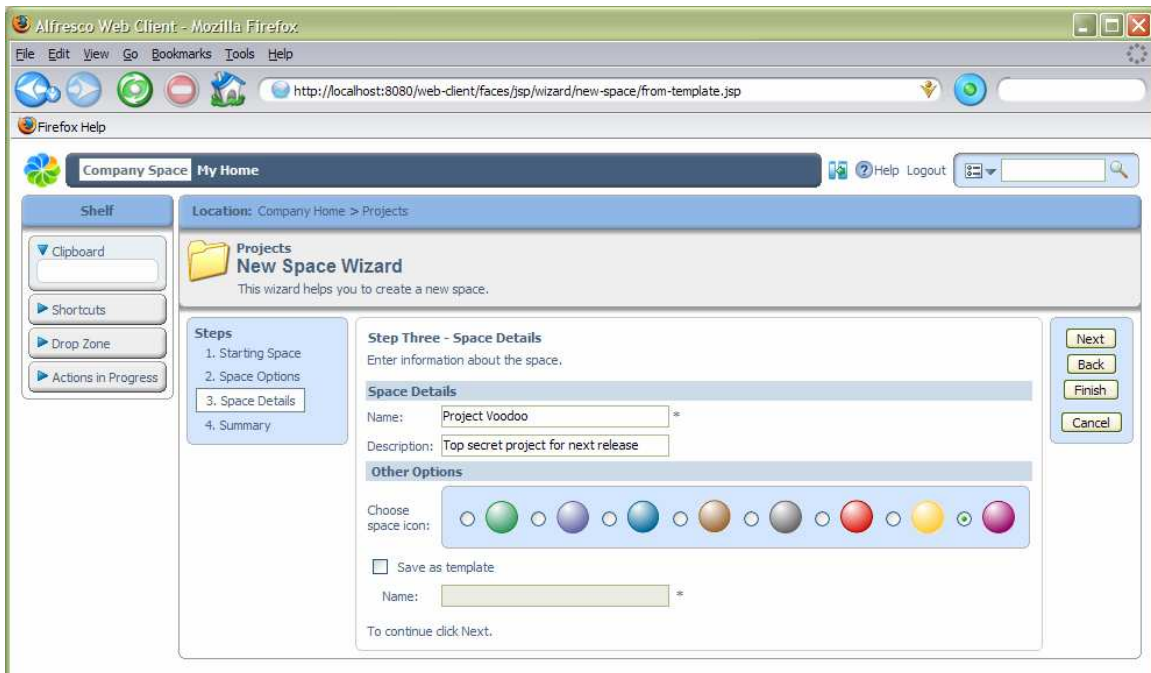 Alfresco Web Client - Mozilla Firefox
File Edit View Go Bookmarks Tools Help
http://localhost:8080/web-client/faces/jsp/wizard/new-space/from-template.jsp
Firefox Help
Company Space My Home
Help Logout
Shelf
Location: Company Home > Projects
Clipboard
Shortcuts
Drop Zone
Actions in Progress
Projects
New Space Wizard
This wizard helps you to create a new space.
Steps
1. Starting Space
2. Space Options
3. Space Details
4. Summary
Step Three - Space Details
Enter information about the space.
Space Details
Name: Project Voodoo *
Description: Top secret project for next release
Other Options
Choose
space icon:
Save as template
Name: *
To continue click Next.
Next
Back
Finish
Cancel